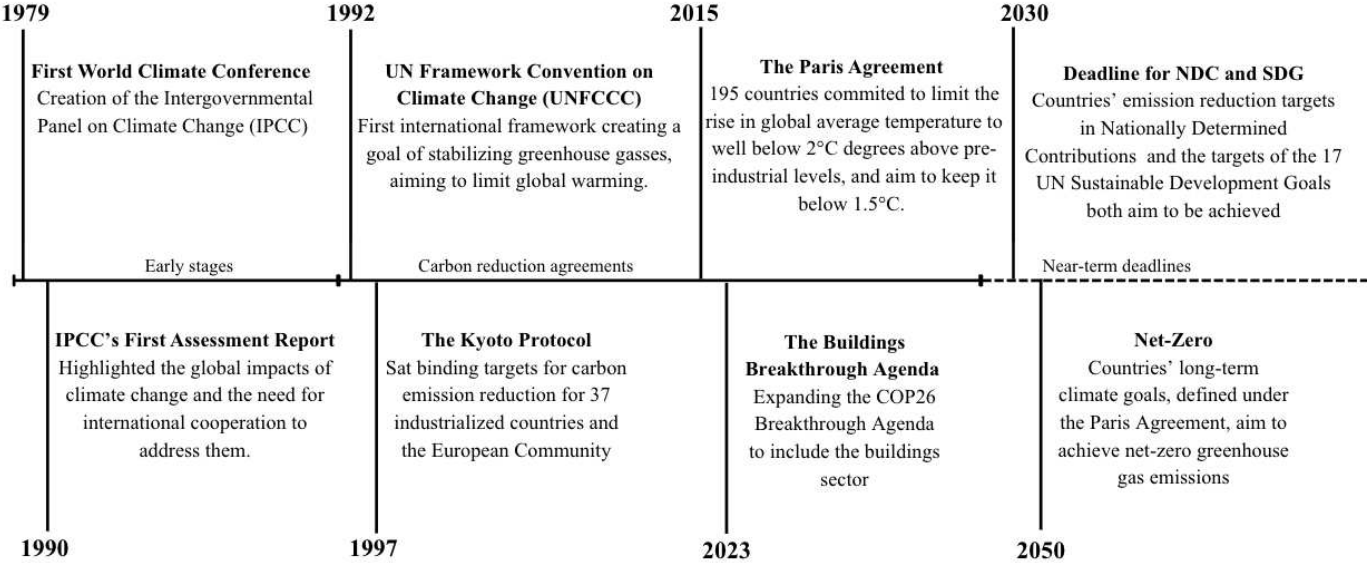 1979
1992
2015
2030
First World Climate Conference
Creation of the Intergovernmental
Panel on Climate Change (IPCC)
UN Framework Convention on
Climate Change (UNFCCC)
First international framework creating a
goal of stabilizing greenhouse gasses,
aiming to limit global warming.
The Paris Agreement
195 countries commited to limit the
rise in global average temperature to
well below 2°C degrees above pre-
industrial levels, and aim to keep it
below 1.5°C.
Deadline for NDC and SDG
Countries’ emission reduction targets
in Nationally Determined
Contributions and the targets of the 17
UN Sustainable Development Goals
both aim to be achieved
Early stages
Carbon reduction agreements
Near-term deadlines
IPCC’s First Assessment Report
Highlighted the global impacts of
climate change and the need for
international cooperation to
address them.
The Kyoto Protocol
Sat binding targets for carbon
emission reduction for 37
industrialized countries and
the European Community
The Buildings
Breakthrough Agenda
Expanding the COP26
Breakthrough Agenda
to include the buildings
sector
Net-Zero
Countries’ long-term
climate goals, defined under
the Paris Agreement, aim to
achieve net-zero greenhouse
gas emissions
1990
1997
2023
2050